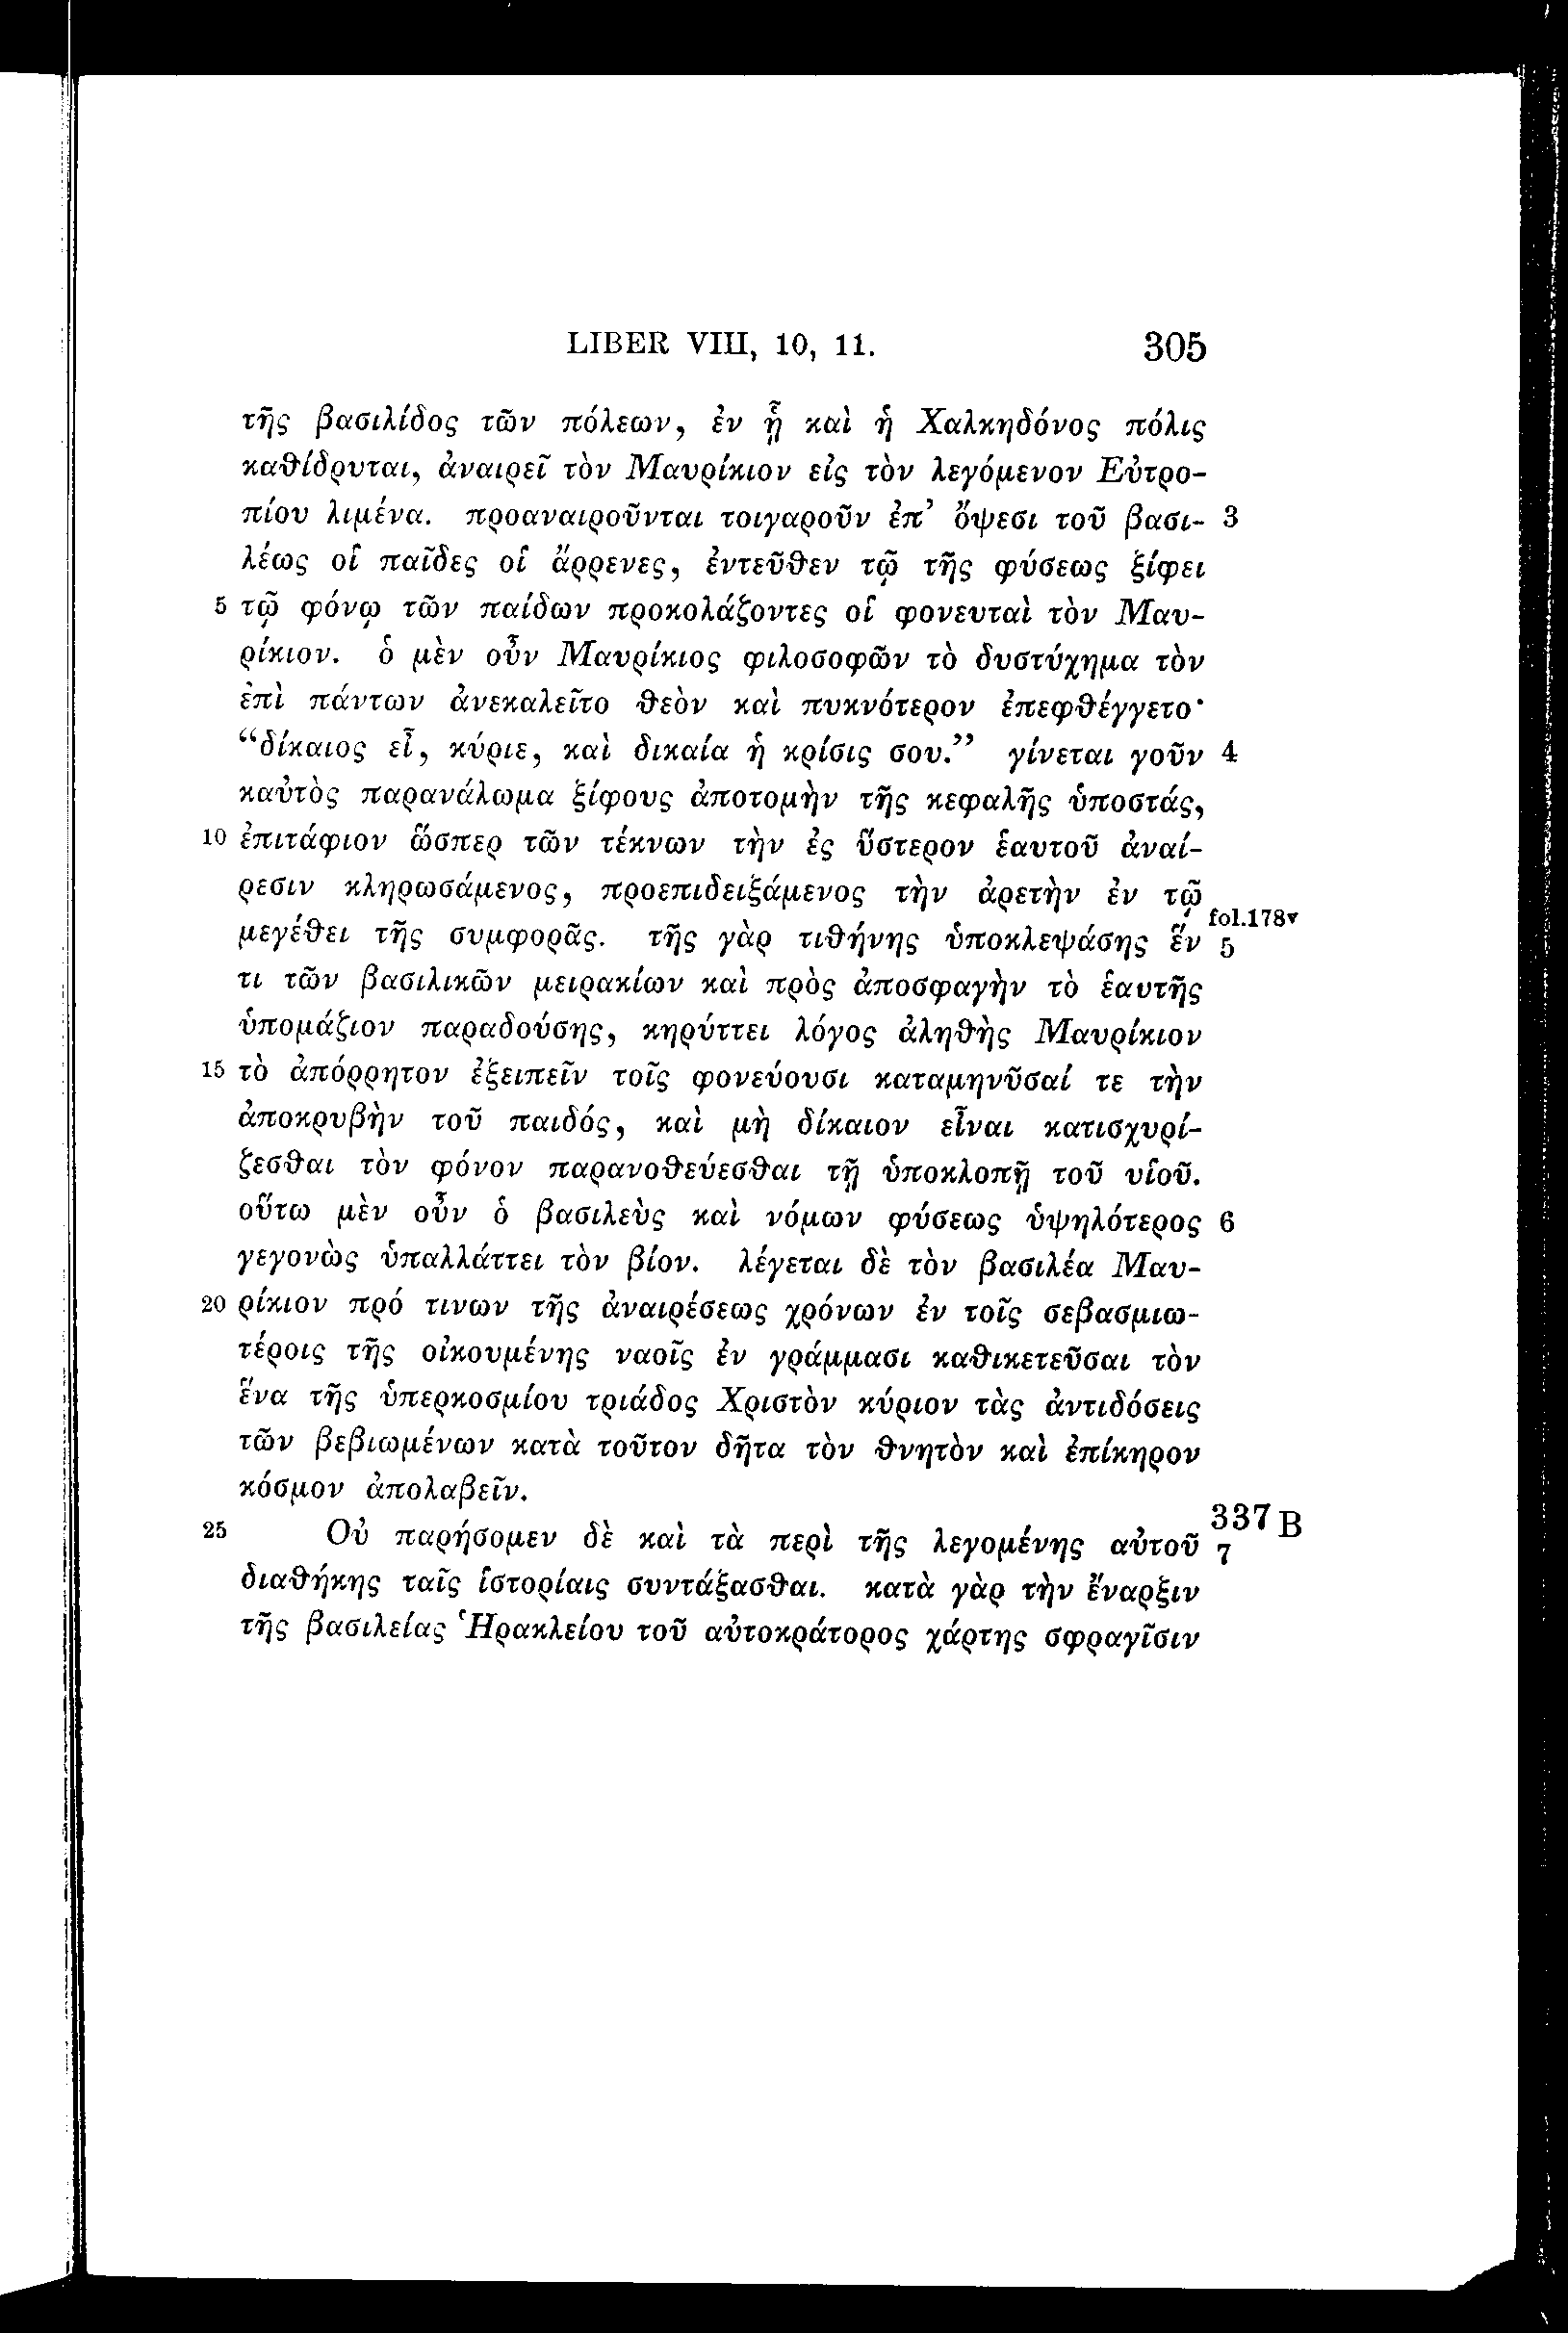 LIBER VIII, 10, 11. 305
τῆς βασιλίδος τῶν πόλεων, ἐν ᾗ καὶ ἡ Χαλκηδόνος πόλις
καθίδρυται, ἀναιρεῖ τὸν Μαυρίκιον εἰς τὸν λεγόμενον Εὐτρο-
πίου λιμένα. προαναιροῦνται τοιγαροῦν ἐπ’ ὄψεσι τοῦ βασι- 3
λέως οἱ παῖδες οἱ ἄρρενες, ἐντεῦθεν τῷ τῆς φύσεως ξίφει
5 τῷ φόνῳ τῶν παίδων προκολάζοντες οἱ φονευταὶ τὸν Μαυ-
ρίκιον. ὁ μὲν οὖν Μαυρίκιος φιλοσοφῶν τὸ δυστύχημα τὸν
ἐπὶ πάντων ἀνεκαλεῖτο θεὸν καὶ πυκνότερον ἐπεφθέγγετο·
“δίκαιος εἶ, κύριε, καὶ δικαία ἡ κρίσις σου.” γίνεται γοῦν 4
καὐτὸς παρανάλωμα ξίφους ἀποτομὴν τῆς κεφαλῆς ὑποστάς,
10 ἐπιτάφιον ὥσπερ τῶν τέκνων τὴν ἐς ὕστερον ἑαυτοῦ ἀναί-
ρεσιν κληρωσάμενος, προεπιδειξάμενος τὴν ἀρετὴν ἐν τῷ
μεγέθει τῆς συμφορᾶς. τῆς γὰρ τιθήνης ὑποκλεψάσης ἕν fol.178v 5
τι τῶν βασιλικῶν μειρακίων καὶ πρὸς ἀποσφαγὴν τὸ ἑαυτῆς
ὑπομάζιον παραδούσης, κηρύττει λόγος ἀληθὴς Μαυρίκιον
15 τὸ ἀπόρρητον ἐξειπεῖν τοῖς φονεύουσι καταμηνῦσαί τε τὴν
ἀποκρυβὴν τοῦ παιδός, καὶ μὴ δίκαιον εἶναι κατισχυρί-
ζεσθαι τὸν φόνον παρανοθεύεσθαι τῇ ὑποκλοπῇ τοῦ υἱοῦ.
οὕτω μὲν οὖν ὁ βασιλεὺς καὶ νόμων φύσεως ὑψηλότερος 6
γεγονὼς ὑπαλλάττει τὸν βίον. λέγεται δὲ τὸν βασιλέα Μαυ-
20 ρίκιον πρό τινων τῆς ἀναιρέσεως χρόνων ἐν τοῖς σεβασμιω-
τέροις τῆς οἰκουμένης ναοῖς ἐν γράμμασι καθικετεῦσαι τὸν
ἕνα τῆς ὑπερκοσμίου τριάδος Χριστὸν κύριον τὰς ἀντιδόσεις
τῶν βεβιωμένων κατὰ τοῦτον δῆτα τὸν θνητὸν καὶ ἐπίκηρον
κόσμον ἀπολαβεῖν.
25 Οὐ παρήσομεν δὲ καὶ τὰ περὶ τῆς λεγομένης αὐτοῦ 337 B 7
διαθήκης ταῖς ἱστορίαις συντάξασθαι. κατὰ γὰρ τὴν ἔναρξιν
τῆς βασιλείας Ἡρακλείου τοῦ αὐτοκράτορος χάρτης σφραγῖσιν